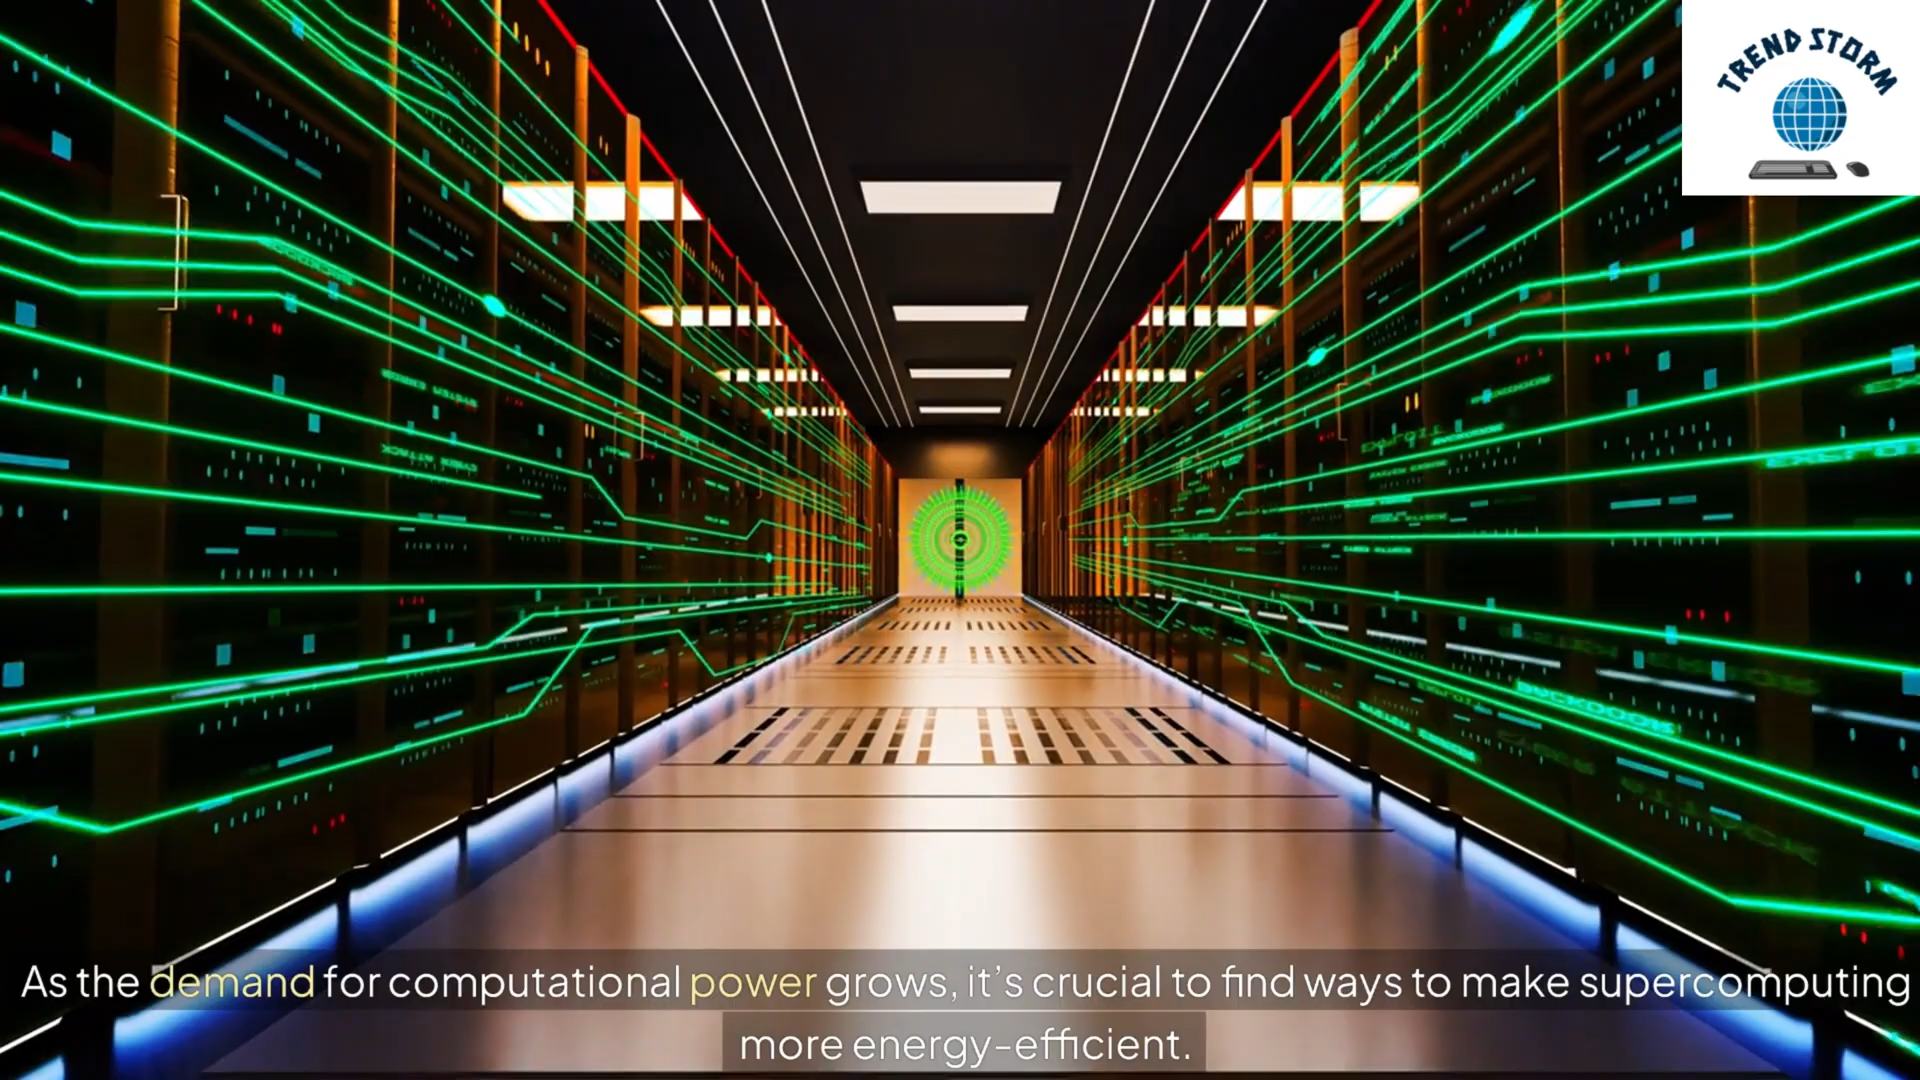 TREND STORM
As the demand for computational power grows, it's crucial to find ways to make supercomputing
more energy-efficient.